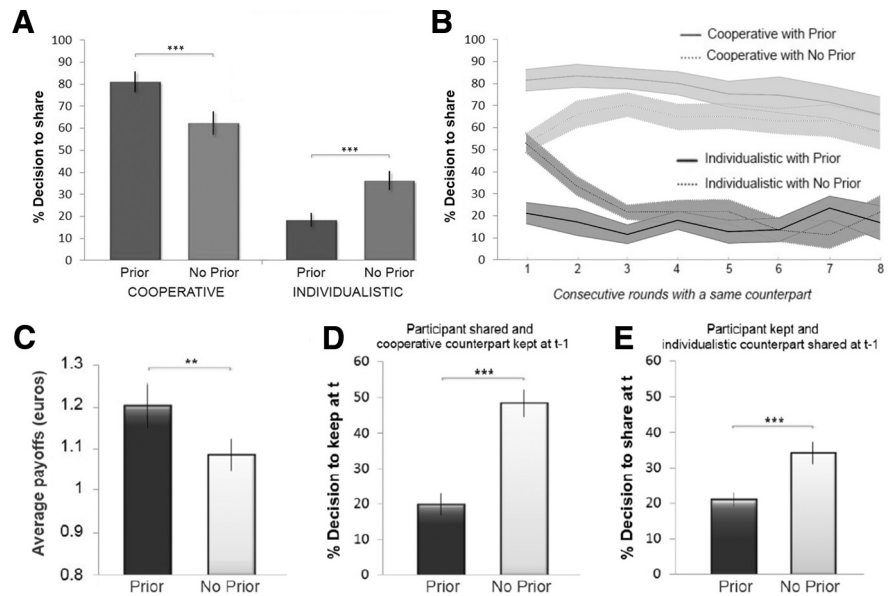 A
% Decision to share
100
90
80
70
60
50
40
30
20
10
0
***
***
Prior
No Prior
Prior
No Prior
COOPERATIVE
INDIVIDUALISTIC
B
% Decision to share
100
90
80
70
60
50
40
30
20
10
0
Cooperative with Prior
Cooperative with No Prior
Individualistic with Prior
Individualistic with No Prior
1 2 3 4 5 6 7 8
Consecutive rounds with a same counterpart
C
Average payoffs (euros)
1.3
1.2
1.1
1
0.9
0.8
**
Prior
No Prior
D
Participant shared and
cooperative counterpart kept at t-1
% Decision to keep at t
60
50
40
30
20
10
0
***
Prior
No Prior
E
Participant kept and
individualistic counterpart shared at t-1
% Decision to share at t
60
50
40
30
20
10
0
***
Prior
No Prior